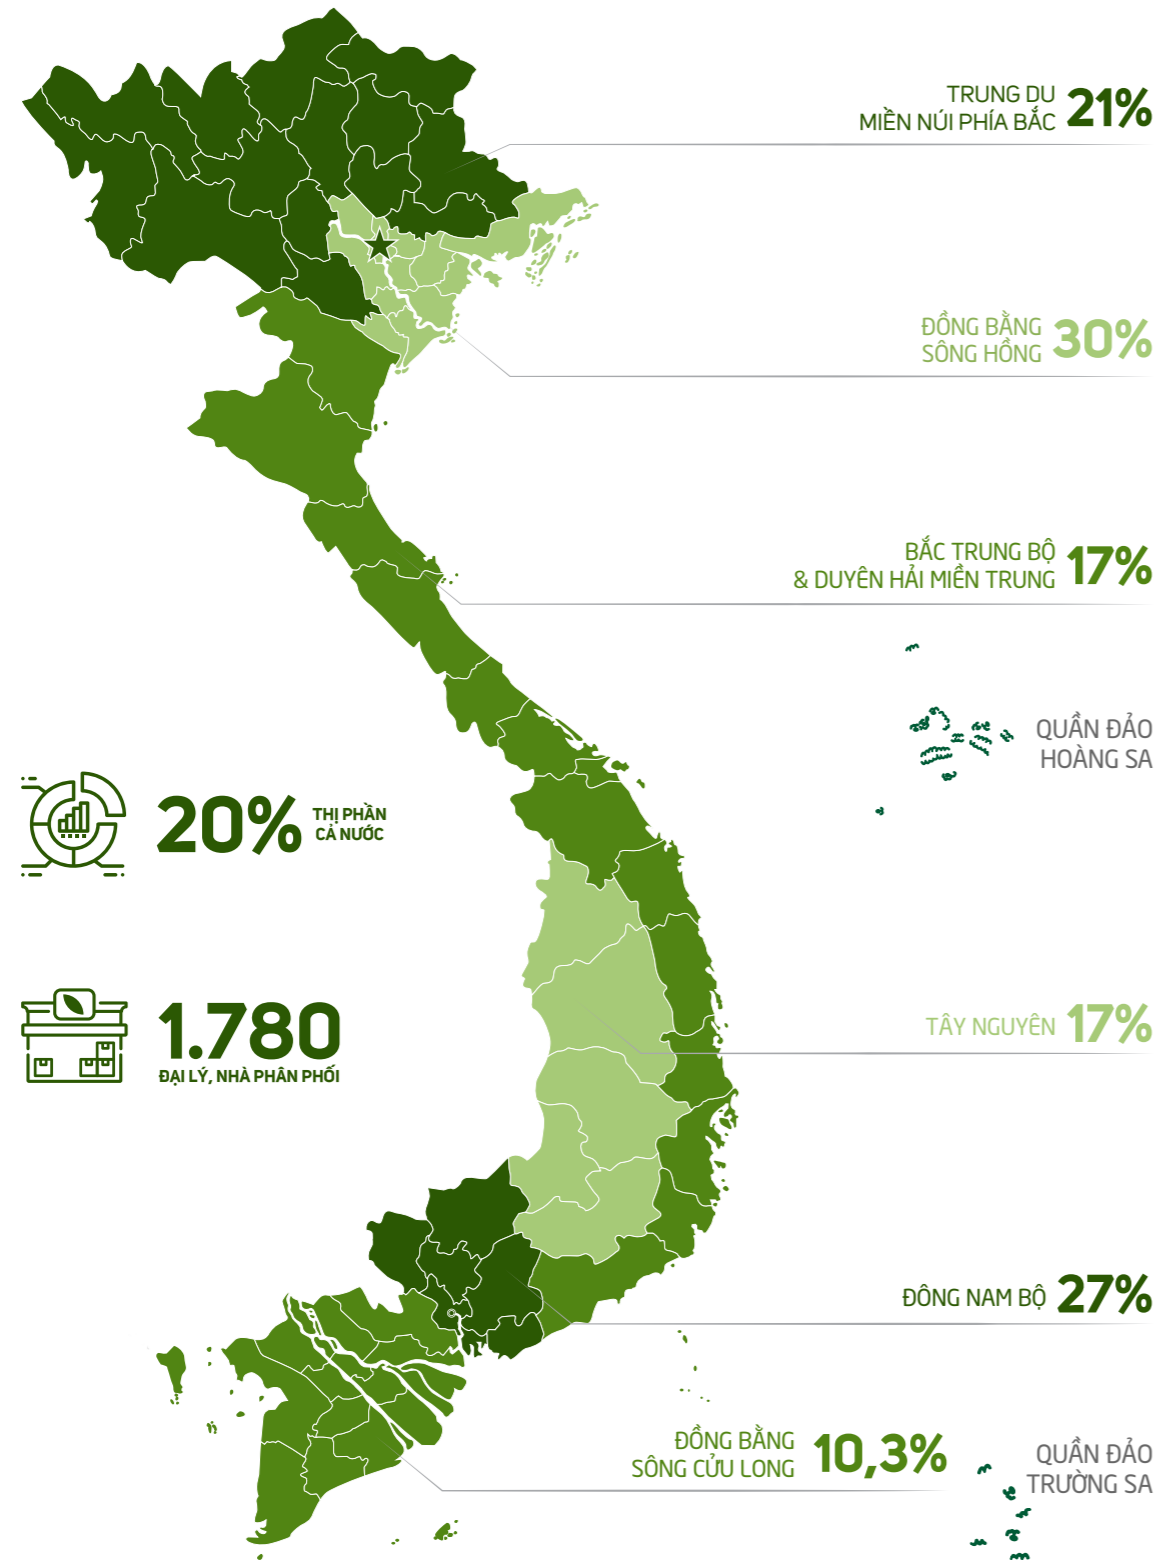 TRUNG DU
MIỀN NÚI PHÍA BẮC
21%
ĐỒNG BẰNG
SÔNG HỒNG
30%
BẮC TRUNG BỘ
& DUYÊN HẢI MIỀN TRUNG
17%
QUẦN ĐẢO
HOÀNG SA
20%
THỊ PHẦN
CẢ NƯỚC
1.780
ĐẠI LÝ, NHÀ PHÂN PHỐI
TÂY NGUYÊN
17%
ĐÔNG NAM BỘ
27%
ĐỒNG BẰNG
SÔNG CỬU LONG
10,3%
QUẦN ĐẢO
TRƯỜNG SA